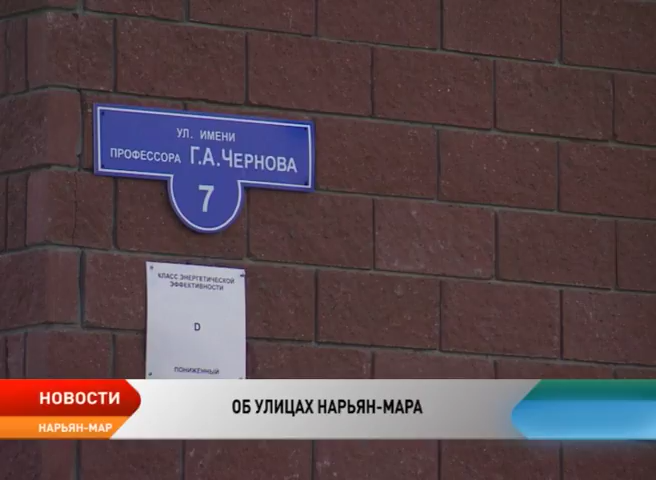 УЛ. ИМЕНИ
ПРОФЕССОРА Г.А.ЧЕРНОВА
7
КЛАСС ЭНЕРГЕТИЧЕСКОЙ
ЭФФЕКТИВНОСТИ
D
ПОНИЖЕННЫЙ
НОВОСТИ
ОБ УЛИЦАХ НАРЬЯН-МАРА
НАРЬЯН-МАР